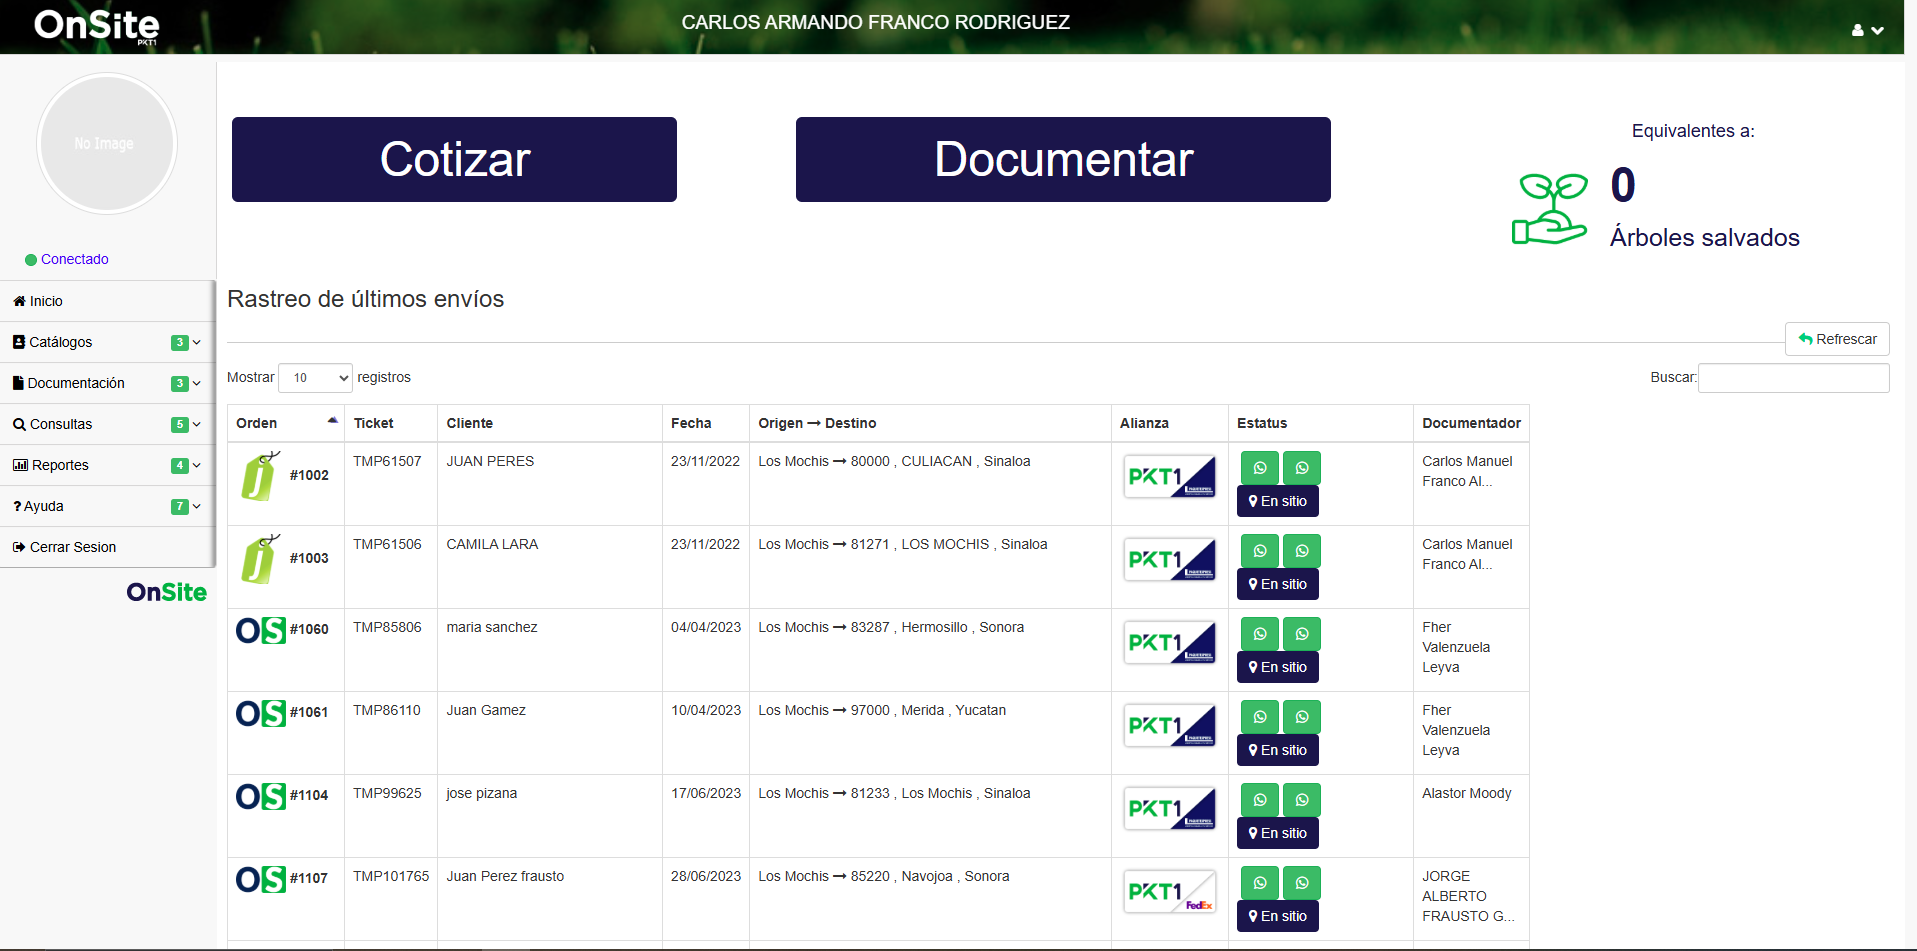 OnSite
PKT1
CARLOS ARMANDO FRANCO RODRIGUEZ
No Image
Conectado
Inicio
Catálogos 3
Documentación 3
Consultas 5
Reportes 4
? Ayuda 7
Cerrar Sesion
OnSite
Cotizar
Documentar
Equivalentes a:
0
Árboles salvados
Rastreo de últimos envíos
Refrescar
Mostrar 10 registros
Buscar:
Orden Ticket Cliente Fecha Origen → Destino Alianza Estatus Documentador
j #1002 TMP61507 JUAN PERES 23/11/2022 Los Mochis → 80000 , CULIACAN , Sinaloa PKT1 Carlos Manuel
Franco Al...
En sitio
j #1003 TMP61506 CAMILA LARA 23/11/2022 Los Mochis → 81271 , LOS MOCHIS , Sinaloa PKT1 Carlos Manuel
Franco Al...
En sitio
OS #1060 TMP85806 maria sanchez 04/04/2023 Los Mochis → 83287 , Hermosillo , Sonora PKT1 Fher
Valenzuela
Leyva
En sitio
OS #1061 TMP86110 Juan Gamez 10/04/2023 Los Mochis → 97000 , Merida , Yucatan PKT1 Fher
Valenzuela
Leyva
En sitio
OS #1104 TMP99625 jose pizana 17/06/2023 Los Mochis → 81233 , Los Mochis , Sinaloa PKT1 Alastor Moody
En sitio
OS #1107 TMP101765 Juan Perez frausto 28/06/2023 Los Mochis → 85220 , Navojoa , Sonora PKT1 FedEx JORGE
ALBERTO
FRAUSTO G...
En sitio